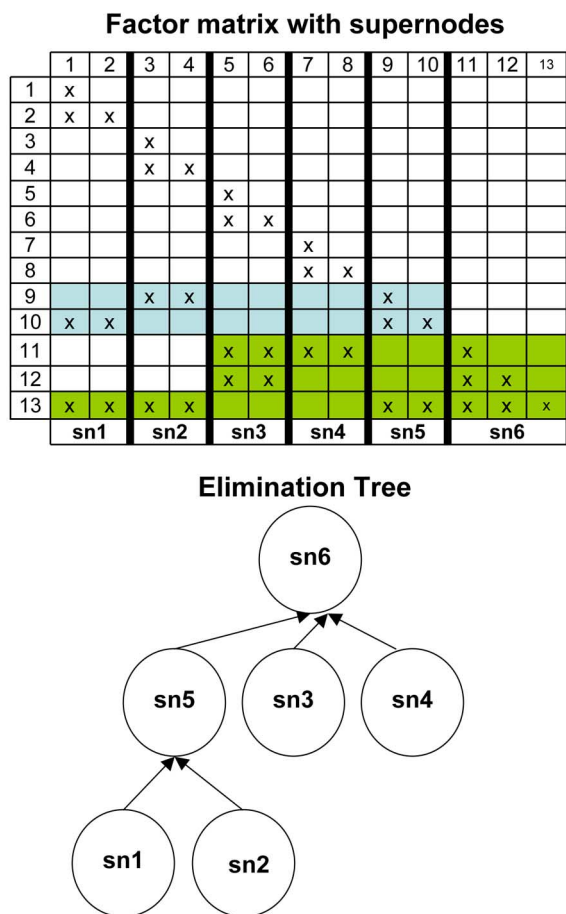 Factor matrix with supernodes
1 2 3 4 5 6 7 8 9 10 11 12 13
1 x
2 x x
3 x
4 x x
5 x
6 x x
7 x
8 x x
9 x x x
10 x x x x
11 x x x x x
12 x x x x
13 x x x x x x x x x
sn1 sn2 sn3 sn4 sn5 sn6
Elimination Tree
sn6
sn5 sn3 sn4
sn1 sn2